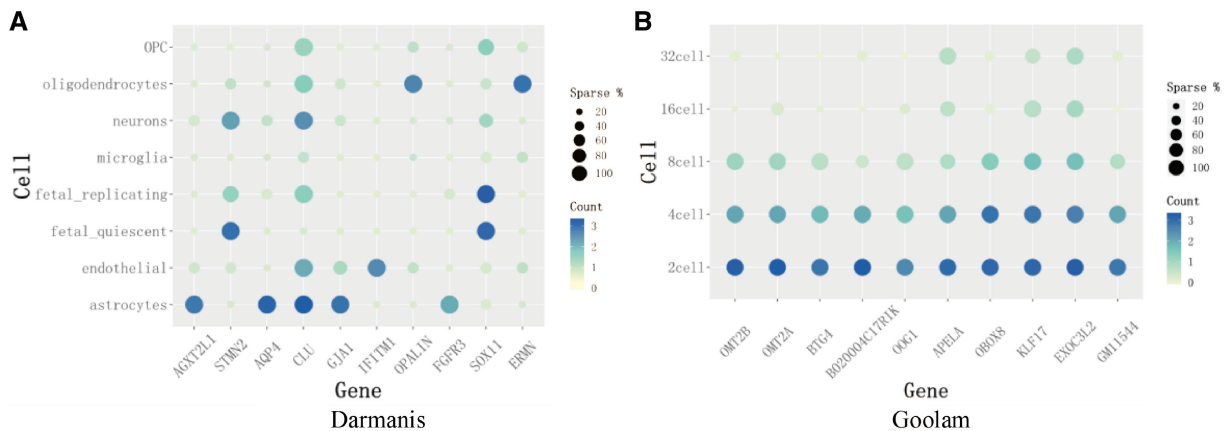 A
Cell
OPC
oligodendrocytes
neurons
microglia
fetal_replicating
fetal_quiescent
endothelial
astrocytes
AGXT2L1
STMN2
AQP4
CLU
GJA1
IFITM1
OPALIN
FGFR3
SOX11
ERMN
Gene
Darmanis
Sparse %
20
40
60
80
100
Count
3
2
1
0
B
Cell
32cell
16cell
8cell
4cell
2cell
OMT2B
OMT2A
BTG4
B020004C17RIK
OOG1
APELA
OBOX8
KLF17
EXOC3L2
GM11544
Gene
Goolam
Sparse %
20
40
60
80
100
Count
3
2
1
0